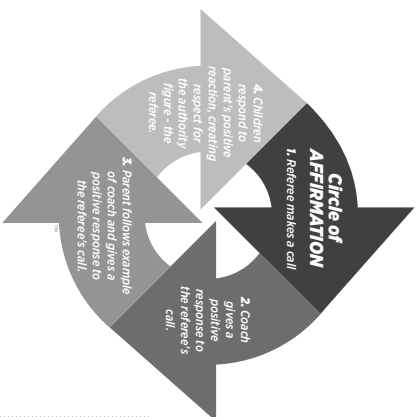 Circle of
AFFIRMATION
1. Referee makes a call
2. Coach
gives a
positive
response to
the referee's
call.
3. Parent follows example
of coach and gives a
positive response to
the referee's call.
4. Children
respond to
parent's positive
reaction, creating
respect for
the authority
figure - the
referee.
TM